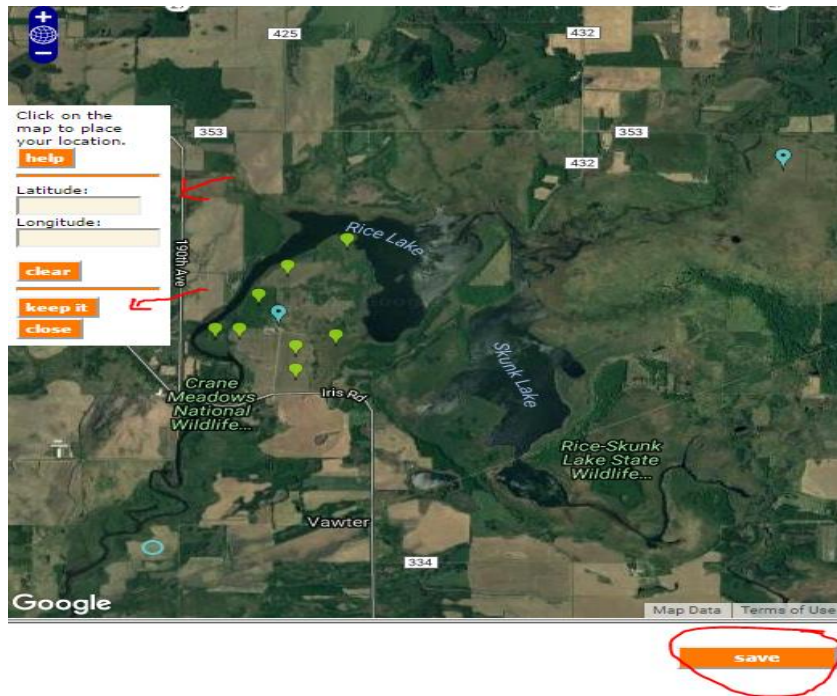 +
−
425
432
Click on the
map to place
your location.
help
353
353
432
Latitude:
Longitude:
190th Ave
Rice Lake
clear
keep it
close
Skunk Lake
Crane
Meadows
National
Wildlife...
Iris Rd
Rice-Skunk
Lake State
Wildlife...
Vawter
334
Google
Map Data
Terms of Use
save